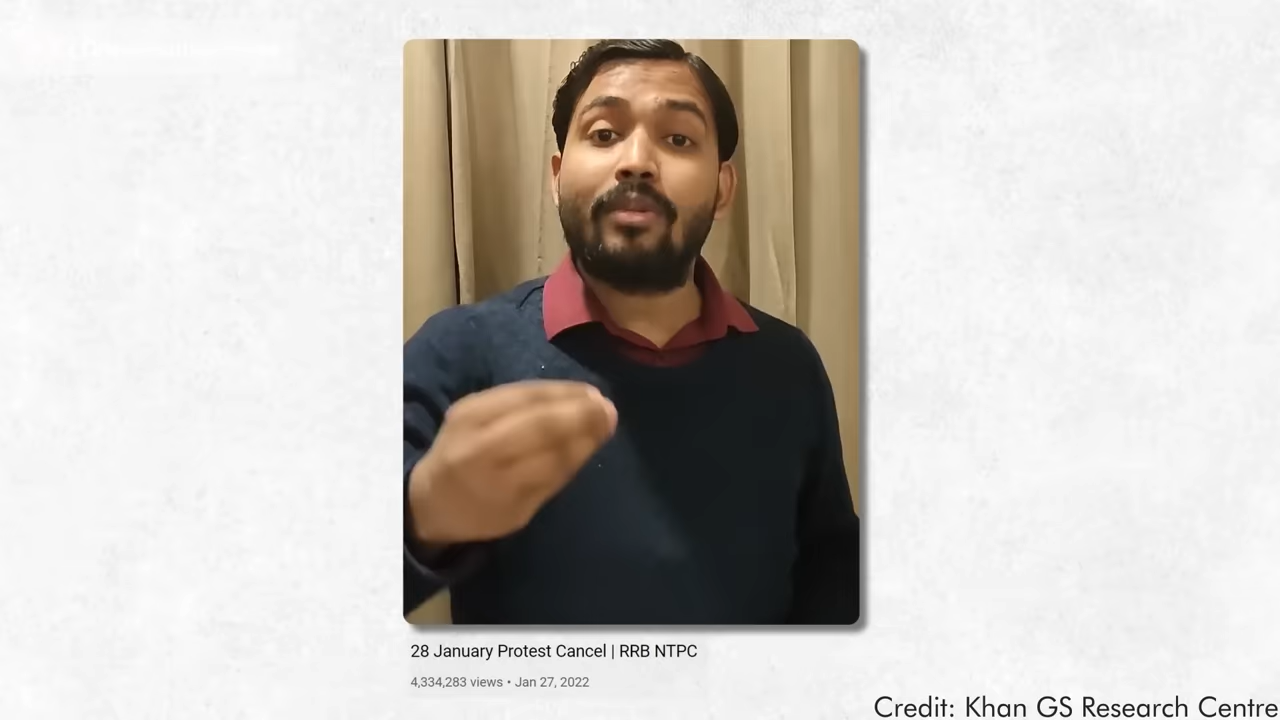 28 January Protest Cancel | RRB NTPC
4,334,283 views • Jan 27, 2022
Credit: Khan GS Research Centre